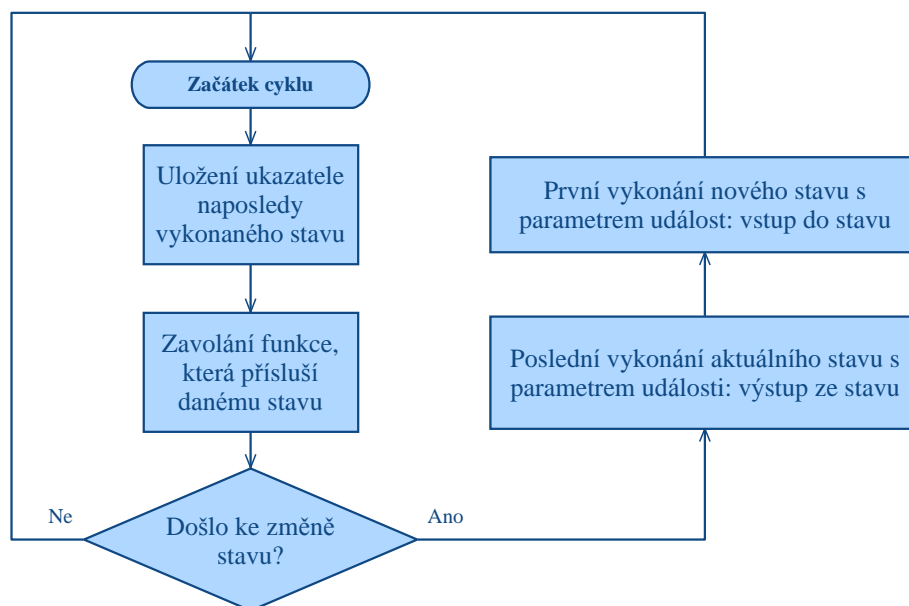 Začátek cyklu
Uložení ukazatele
naposledy
vykonaného stavu
Zavolání funkce,
která přísluší
danému stavu
Došlo ke změně
stavu?
Ne
Ano
Poslední vykonání aktuálního stavu s
parametrem události: výstup ze stavu
První vykonání nového stavu s
parametrem událost: vstup do stavu